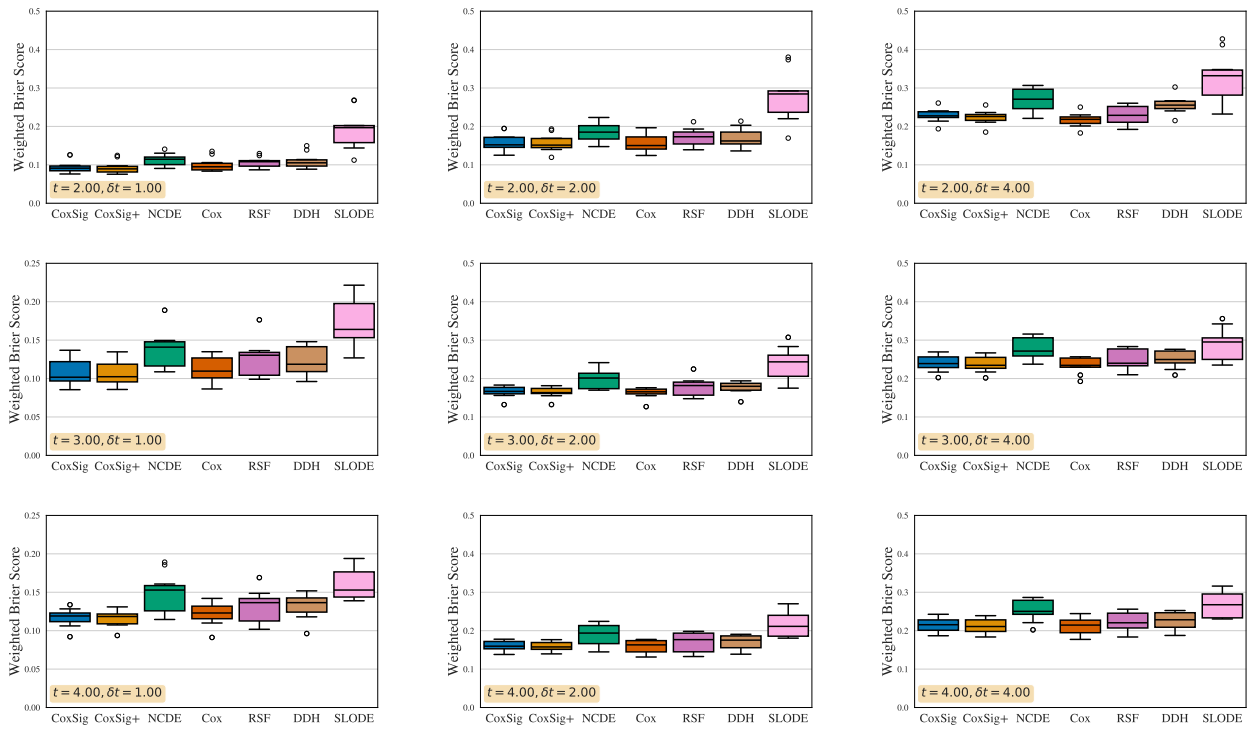 0.5
0.4
0.3
0.2
0.1
0.0
Weighted Brier Score
t = 2.00, δt = 1.00
CoxSig CoxSig+ NCDE Cox RSF DDH SLODE
0.5
0.4
0.3
0.2
0.1
0.0
Weighted Brier Score
t = 2.00, δt = 2.00
CoxSig CoxSig+ NCDE Cox RSF DDH SLODE
0.5
0.4
0.3
0.2
0.1
0.0
Weighted Brier Score
t = 2.00, δt = 4.00
CoxSig CoxSig+ NCDE Cox RSF DDH SLODE
0.25
0.20
0.15
0.10
0.05
0.00
Weighted Brier Score
t = 3.00, δt = 1.00
CoxSig CoxSig+ NCDE Cox RSF DDH SLODE
0.5
0.4
0.3
0.2
0.1
0.0
Weighted Brier Score
t = 3.00, δt = 2.00
CoxSig CoxSig+ NCDE Cox RSF DDH SLODE
0.5
0.4
0.3
0.2
0.1
0.0
Weighted Brier Score
t = 3.00, δt = 4.00
CoxSig CoxSig+ NCDE Cox RSF DDH SLODE
0.25
0.20
0.15
0.10
0.05
0.00
Weighted Brier Score
t = 4.00, δt = 1.00
CoxSig CoxSig+ NCDE Cox RSF DDH SLODE
0.5
0.4
0.3
0.2
0.1
0.0
Weighted Brier Score
t = 4.00, δt = 2.00
CoxSig CoxSig+ NCDE Cox RSF DDH SLODE
0.5
0.4
0.3
0.2
0.1
0.0
Weighted Brier Score
t = 4.00, δt = 4.00
CoxSig CoxSig+ NCDE Cox RSF DDH SLODE